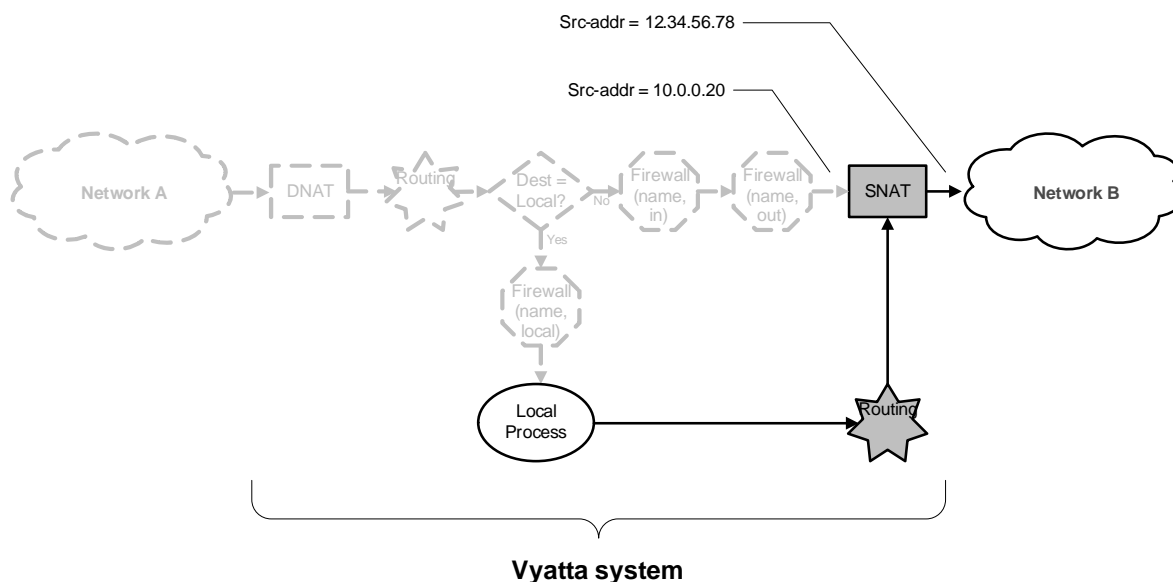 Src-addr = 12.34.56.78
Src-addr = 10.0.0.20
Network A
DNAT
Routing
Dest =
Local?
No
Firewall
(name,
in)
Firewall
(name,
out)
SNAT
Network B
Yes
Firewall
(name,
local)
Local
Process
Routing
Vyatta system